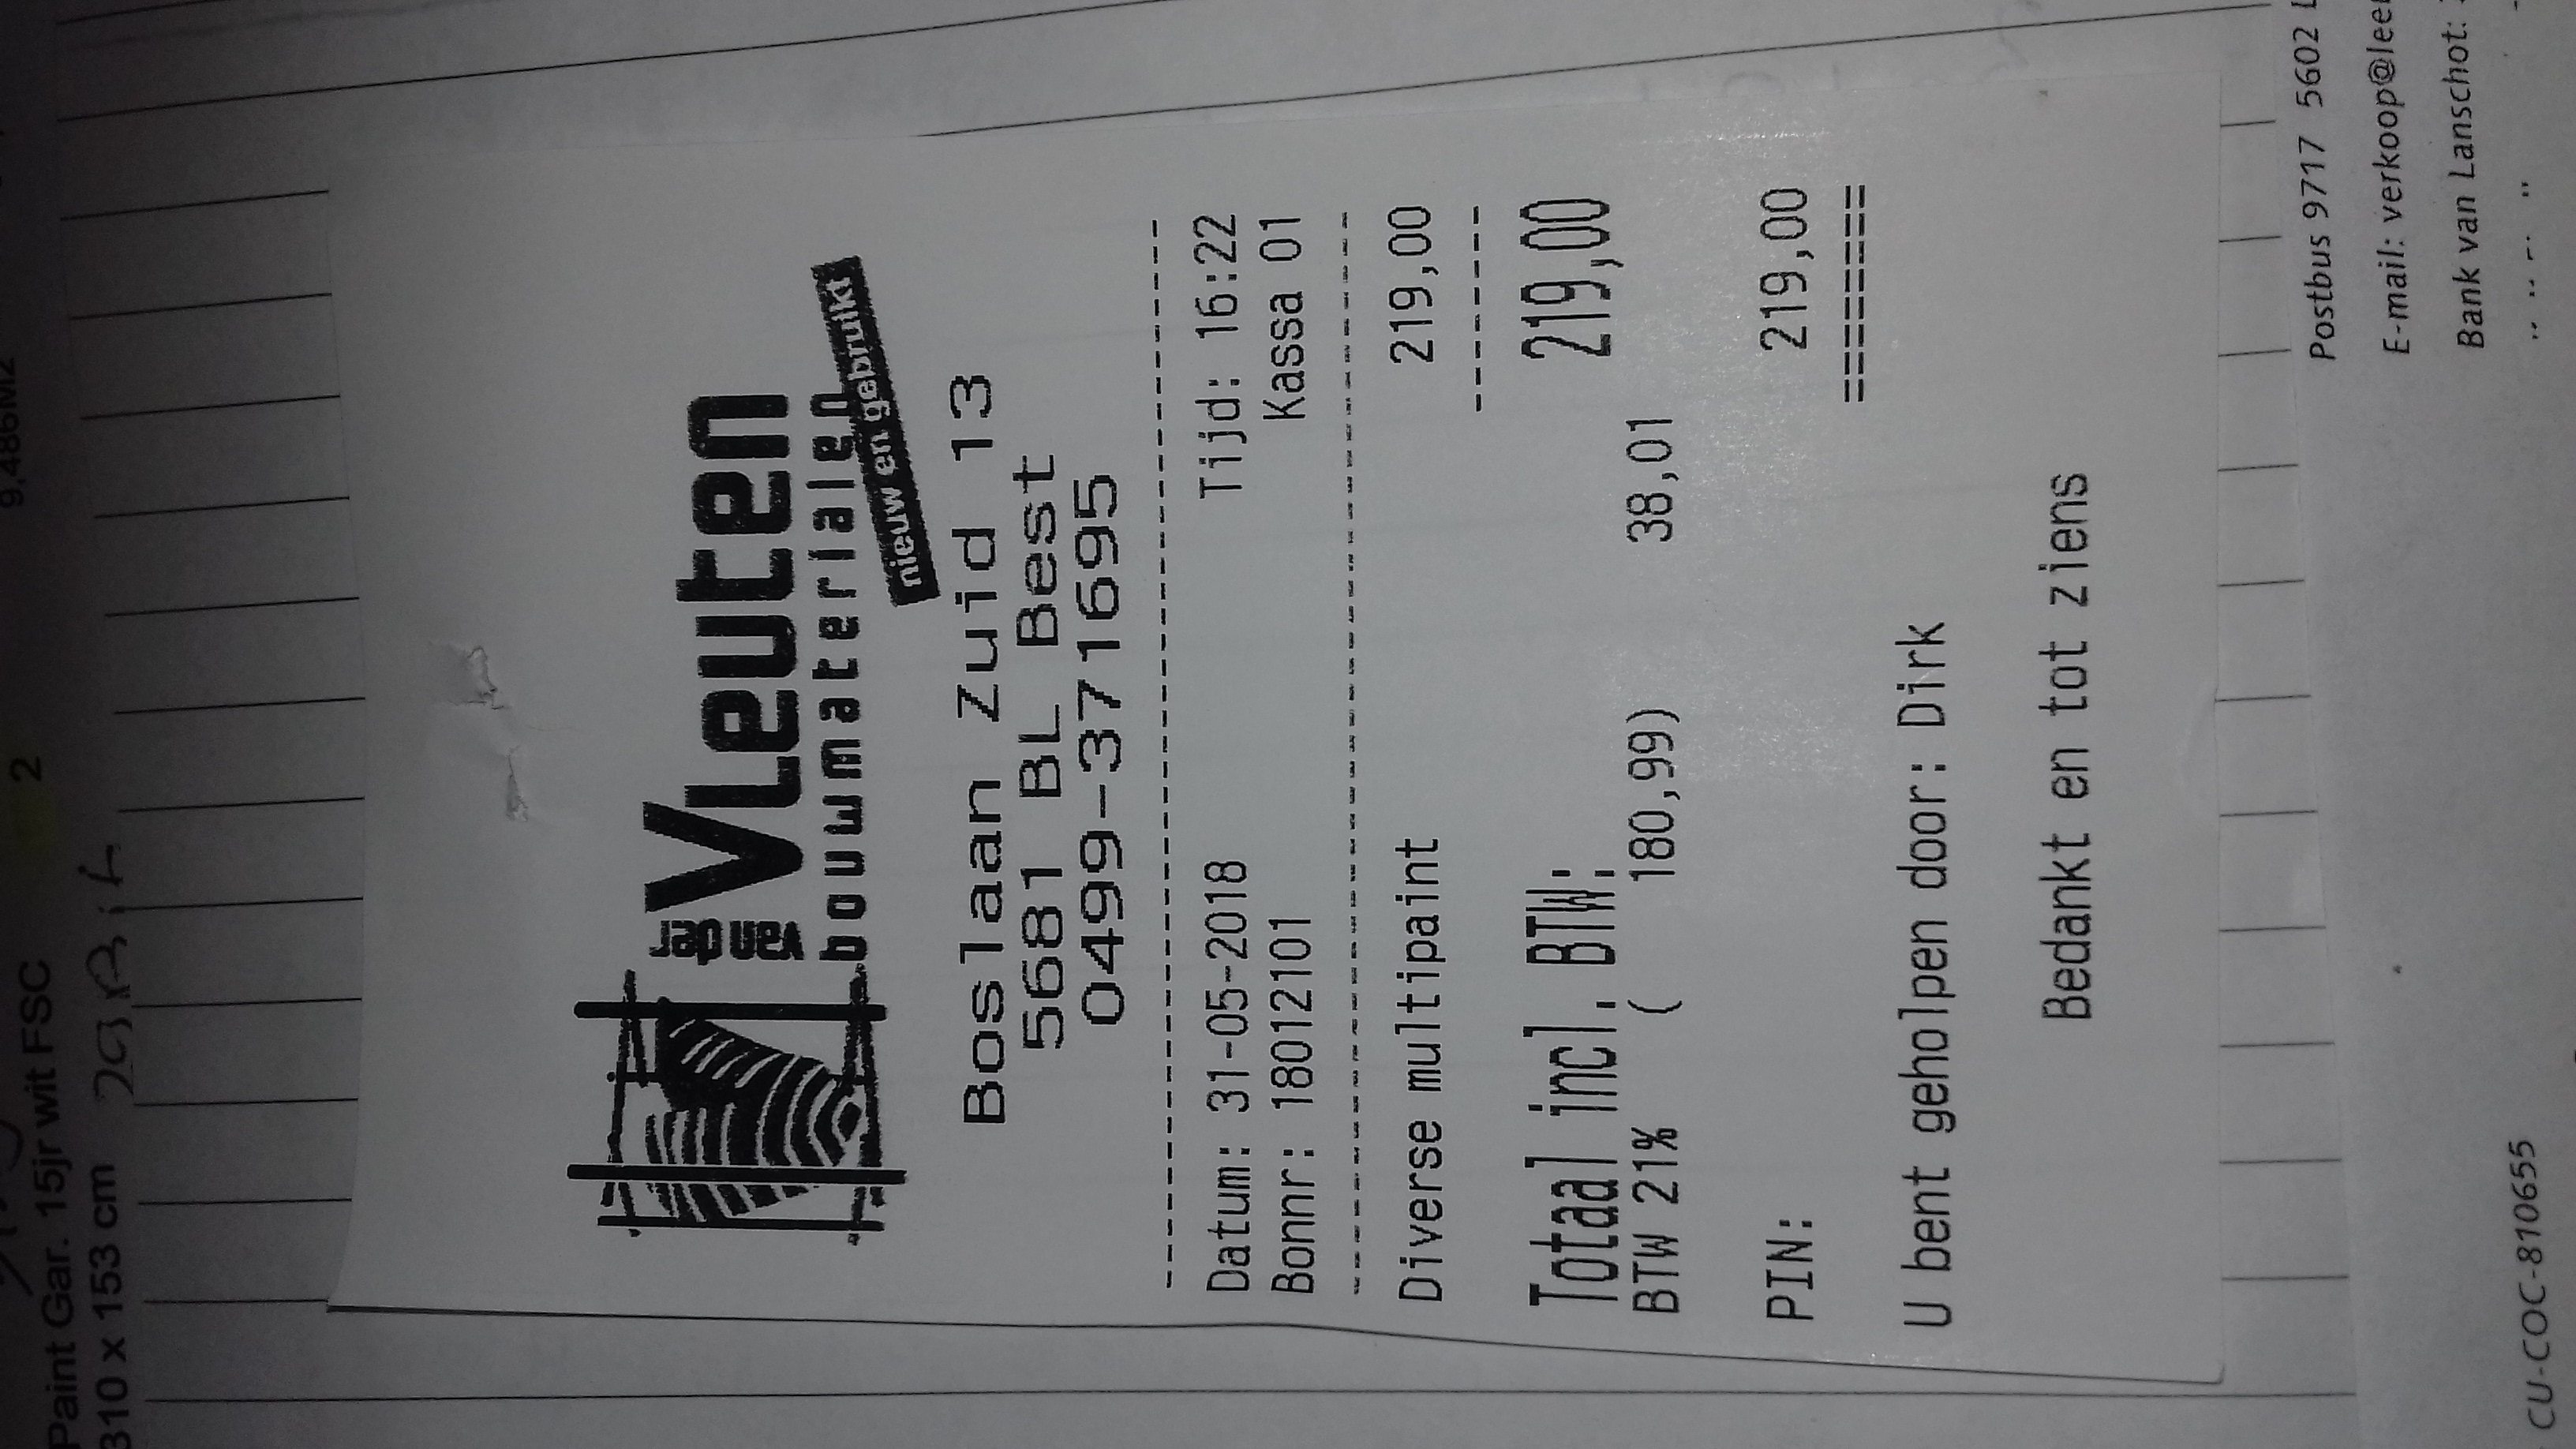 9,486M2
2
Paint Gar. 15jr wit FSC
310 x 153 cm
van der Vleuten
bouwmaterialen
nieuw en gebruikt
Boslaan Zuid 13
5681 BL Best
0499-371695
--------------------------------
Datum: 31-05-2018 Tijd: 16:22
Bonnr: 18012101 Kassa 01
--------------------------------
Diverse multipaint 219,00
--------
Totaal incl. BTW: 219,00
BTW 21% ( 180,99) 38,01
PIN: 219,00
========
U bent geholpen door: Dirk
Bedankt en tot ziens
Postbus 9717 5602 L
E-mail: verkoop@lee
Bank van Lanschot:
CU-COC-810655